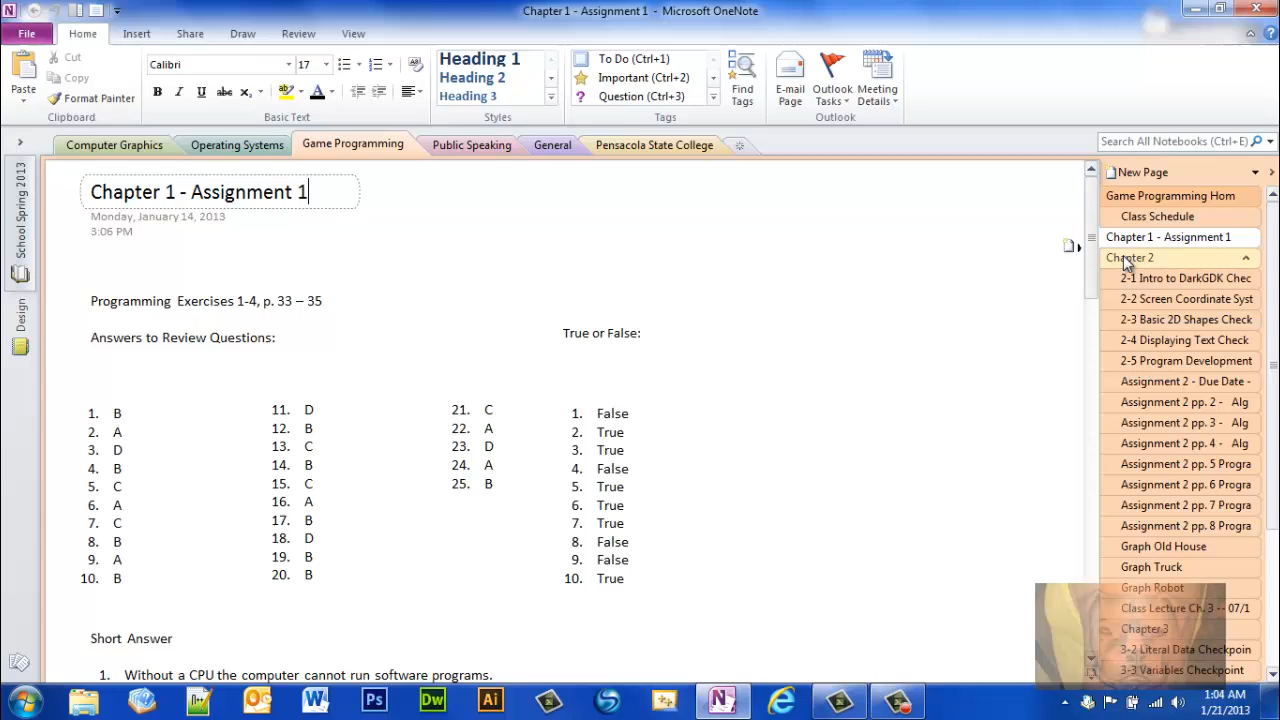 Chapter 1 - Assignment 1 - Microsoft OneNote
File Home Insert Share Draw Review View
Paste
Cut
Copy
Format Painter
Clipboard
Calibri 17
B I U abc x₂ A
Basic Text
Heading 1
Heading 2
Heading 3
Styles
To Do (Ctrl+1)
Important (Ctrl+2)
? Question (Ctrl+3)
Tags
Find Tags
E-mail Page
Outlook Tasks
Meeting Details
Outlook
Computer Graphics Operating Systems Game Programming Public Speaking General Pensacola State College
Search All Notebooks (Ctrl+E)
School Spring 2013
Design
Chapter 1 - Assignment 1
Monday, January 14, 2013
3:06 PM
Programming Exercises 1-4, p. 33 – 35
Answers to Review Questions:
1. B
2. A
3. D
4. B
5. C
6. A
7. C
8. B
9. A
10. B
11. D
12. B
13. C
14. B
15. C
16. A
17. B
18. D
19. B
20. B
21. C
22. A
23. D
24. A
25. B
True or False:
1. False
2. True
3. True
4. False
5. True
6. True
7. True
8. False
9. False
10. True
Short Answer
1. Without a CPU the computer cannot run software programs.
New Page
Game Programming Hom
Class Schedule
Chapter 1 - Assignment 1
Chapter 2
2-1 Intro to DarkGDK Chec
2-2 Screen Coordinate Syst
2-3 Basic 2D Shapes Check
2-4 Displaying Text Check
2-5 Program Development
Assignment 2 - Due Date -
Assignment 2 pp. 2 - Alg
Assignment 2 pp. 3 - Alg
Assignment 2 pp. 4 - Alg
Assignment 2 pp. 5 Progra
Assignment 2 pp. 6 Progra
Assignment 2 pp. 7 Progra
Assignment 2 pp. 8 Progra
Graph Old House
Graph Truck
Graph Robot
Class Lecture Ch. 3 -- 07/1
Chapter 3
3-2 Literal Data Checkpoin
3-3 Variables Checkpoint
W Ps Dw Ai N
1:04 AM
1/21/2013